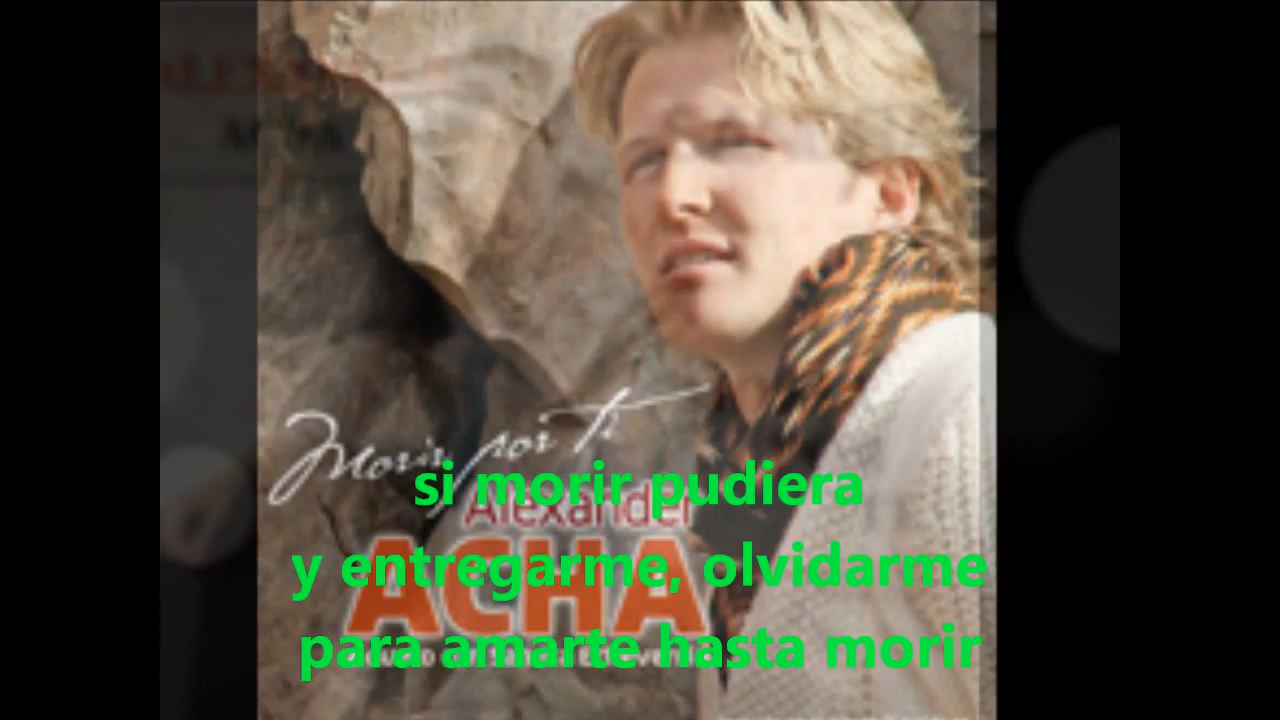 Morir por ti
si morir pudiera
Alexander
ACHA
y entregarme, olvidarme
para amarte hasta morir